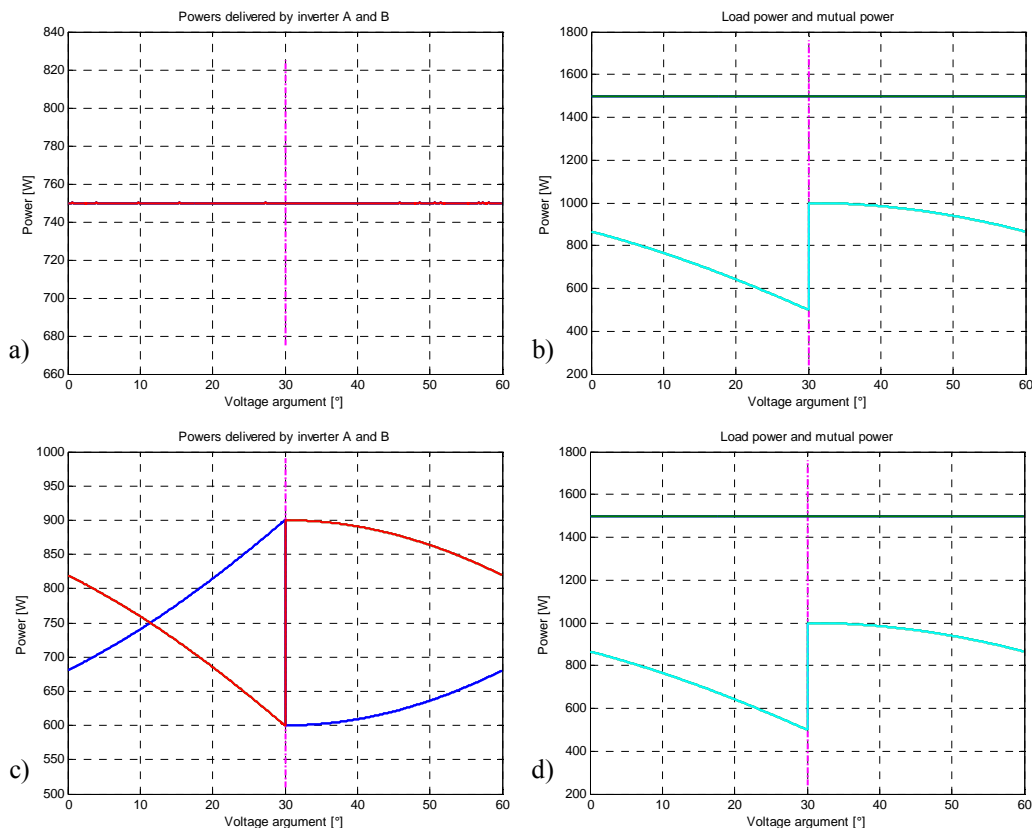 Powers delivered by inverter A and B
840
820
800
780
760
740
720
700
680
660
Power [W]
0 10 20 30 40 50 60
Voltage argument [°]
a)
Load power and mutual power
1800
1600
1400
1200
1000
800
600
400
200
Power [W]
0 10 20 30 40 50 60
Voltage argument [°]
b)
Powers delivered by inverter A and B
1000
950
900
850
800
750
700
650
600
550
500
Power [W]
0 10 20 30 40 50 60
Voltage argument [°]
c)
Load power and mutual power
1800
1600
1400
1200
1000
800
600
400
200
Power [W]
0 10 20 30 40 50 60
Voltage argument [°]
d)